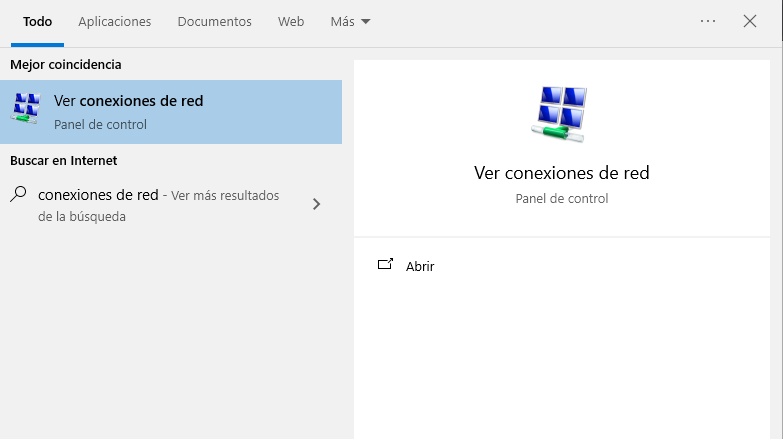 Todo Aplicaciones Documentos Web Más
Mejor coincidencia
Ver conexiones de red
Panel de control
Buscar en Internet
conexiones de red - Ver más resultados
de la búsqueda
Ver conexiones de red
Panel de control
Abrir